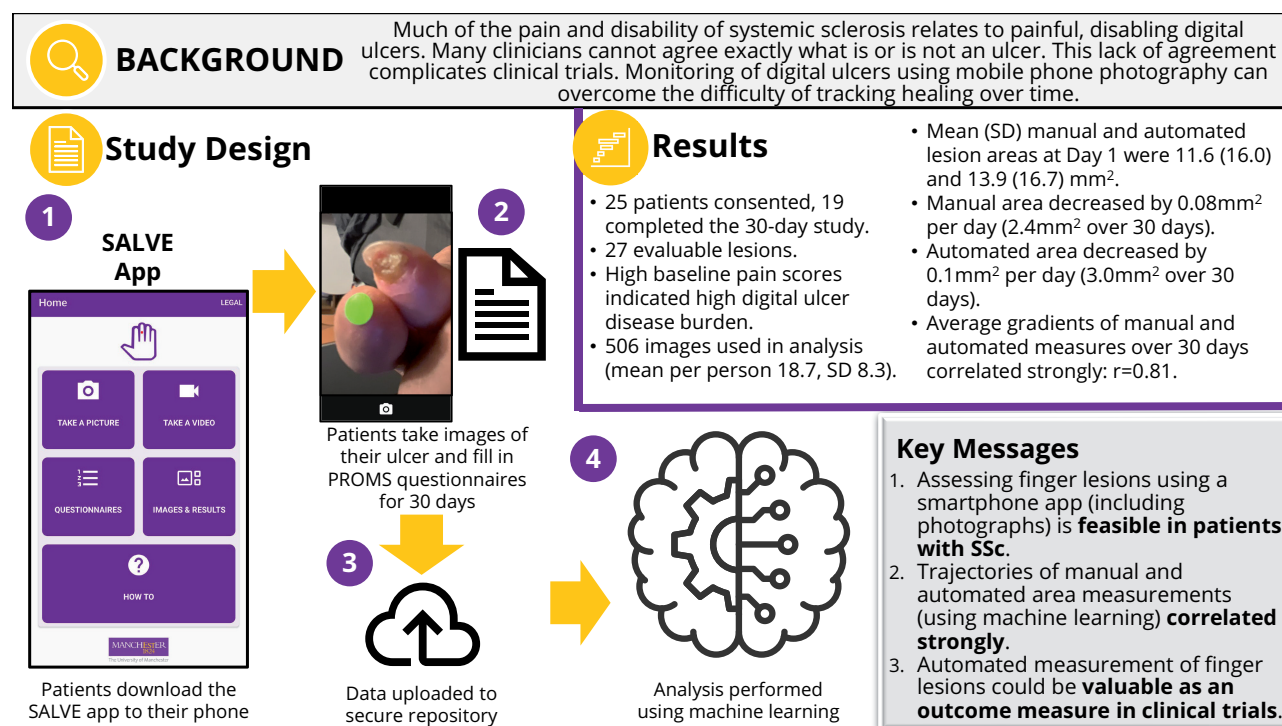 BACKGROUND
Much of the pain and disability of systemic sclerosis relates to painful, disabling digital
ulcers. Many clinicians cannot agree exactly what is or is not an ulcer. This lack of agreement
complicates clinical trials. Monitoring of digital ulcers using mobile phone photography can
overcome the difficulty of tracking healing over time.
Study Design
1
SALVE
App
Home
LEGAL
TAKE A PICTURE
TAKE A VIDEO
QUESTIONNAIRES
IMAGES & RESULTS
HOW TO
MANCHESTER
1824
The University of Manchester
Patients download the
SALVE app to their phone
2
Patients take images of
their ulcer and fill in
PROMS questionnaires
for 30 days
3
Data uploaded to
secure repository
4
Analysis performed
using machine learning
Results
• 25 patients consented, 19
completed the 30-day study.
• 27 evaluable lesions.
• High baseline pain scores
indicated high digital ulcer
disease burden.
• 506 images used in analysis
(mean per person 18.7, SD 8.3).
• Mean (SD) manual and automated
lesion areas at Day 1 were 11.6 (16.0)
and 13.9 (16.7) mm².
• Manual area decreased by 0.08mm²
per day (2.4mm² over 30 days).
• Automated area decreased by
0.1mm² per day (3.0mm² over 30
days).
• Average gradients of manual and
automated measures over 30 days
correlated strongly: r=0.81.
Key Messages
1. Assessing finger lesions using a
smartphone app (including
photographs) is feasible in patients
with SSc.
2. Trajectories of manual and
automated area measurements
(using machine learning) correlated
strongly.
3. Automated measurement of finger
lesions could be valuable as an
outcome measure in clinical trials.